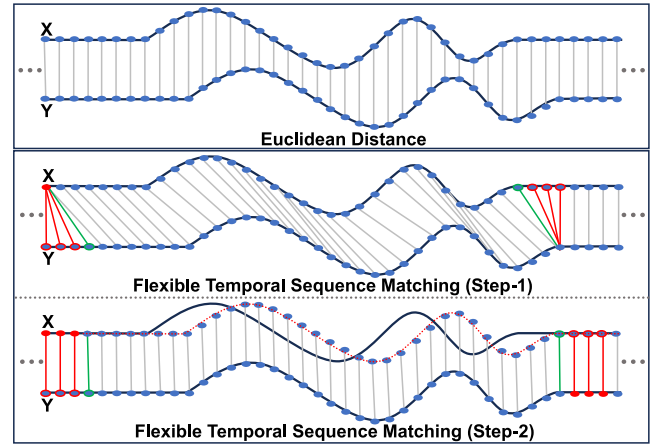 X
Y
Euclidean Distance
X
Y
Flexible Temporal Sequence Matching (Step-1)
X
Y
Flexible Temporal Sequence Matching (Step-2)